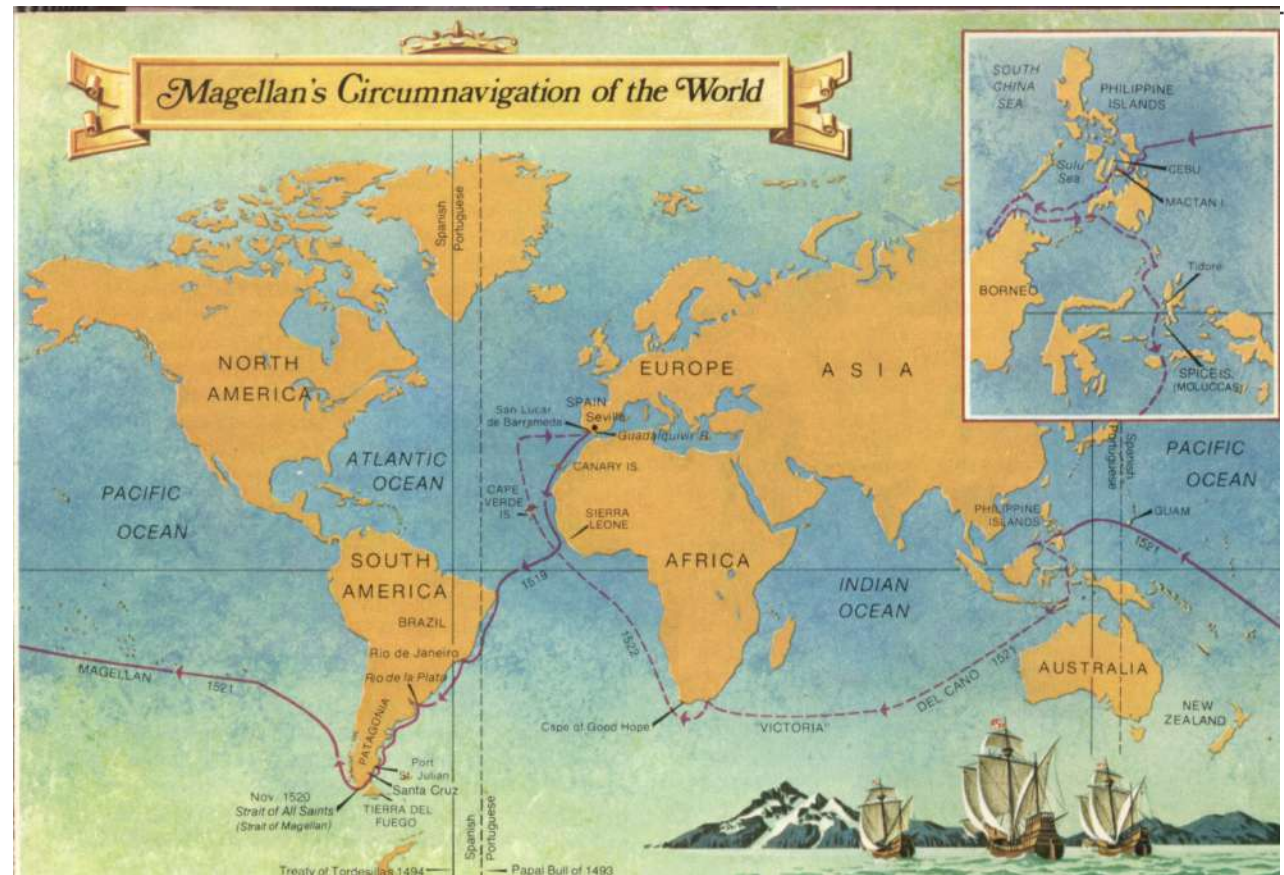 Magellan's Circumnavigation of the World
SOUTH
CHINA
SEA
PHILIPPINE
ISLANDS
Sulu
Sea
CEBU
MACTAN I.
Tidore
BORNEO
SPICE IS.
(MOLUCCAS)
Spanish
Portuguese
NORTH
AMERICA
EUROPE
ASIA
SPAIN
Seville
San Lucar
de Barrameda
Guadalquivir R.
ATLANTIC
OCEAN
CANARY IS.
PACIFIC
OCEAN
CAPE
VERDE
IS.
SIERRA
LEONE
Portuguese
Spanish
PACIFIC
OCEAN
PHILIPPINE
ISLANDS
GUAM
1521
SOUTH
AMERICA
BRAZIL
1519
AFRICA
INDIAN
OCEAN
Rio de Janeiro
Rio de la Plata
1522
MAGELLAN
1521
PATAGONIA
DEL CANO 1521
AUSTRALIA
NEW
ZEALAND
Cape of Good Hope
"VICTORIA"
Port
St. Julian
Santa Cruz
Nov. 1520
Strait of All Saints
(Strait of Magellan)
TIERRA DEL
FUEGO
Spanish
Portuguese
Treaty of Tordesillas 1494
Papal Bull of 1493